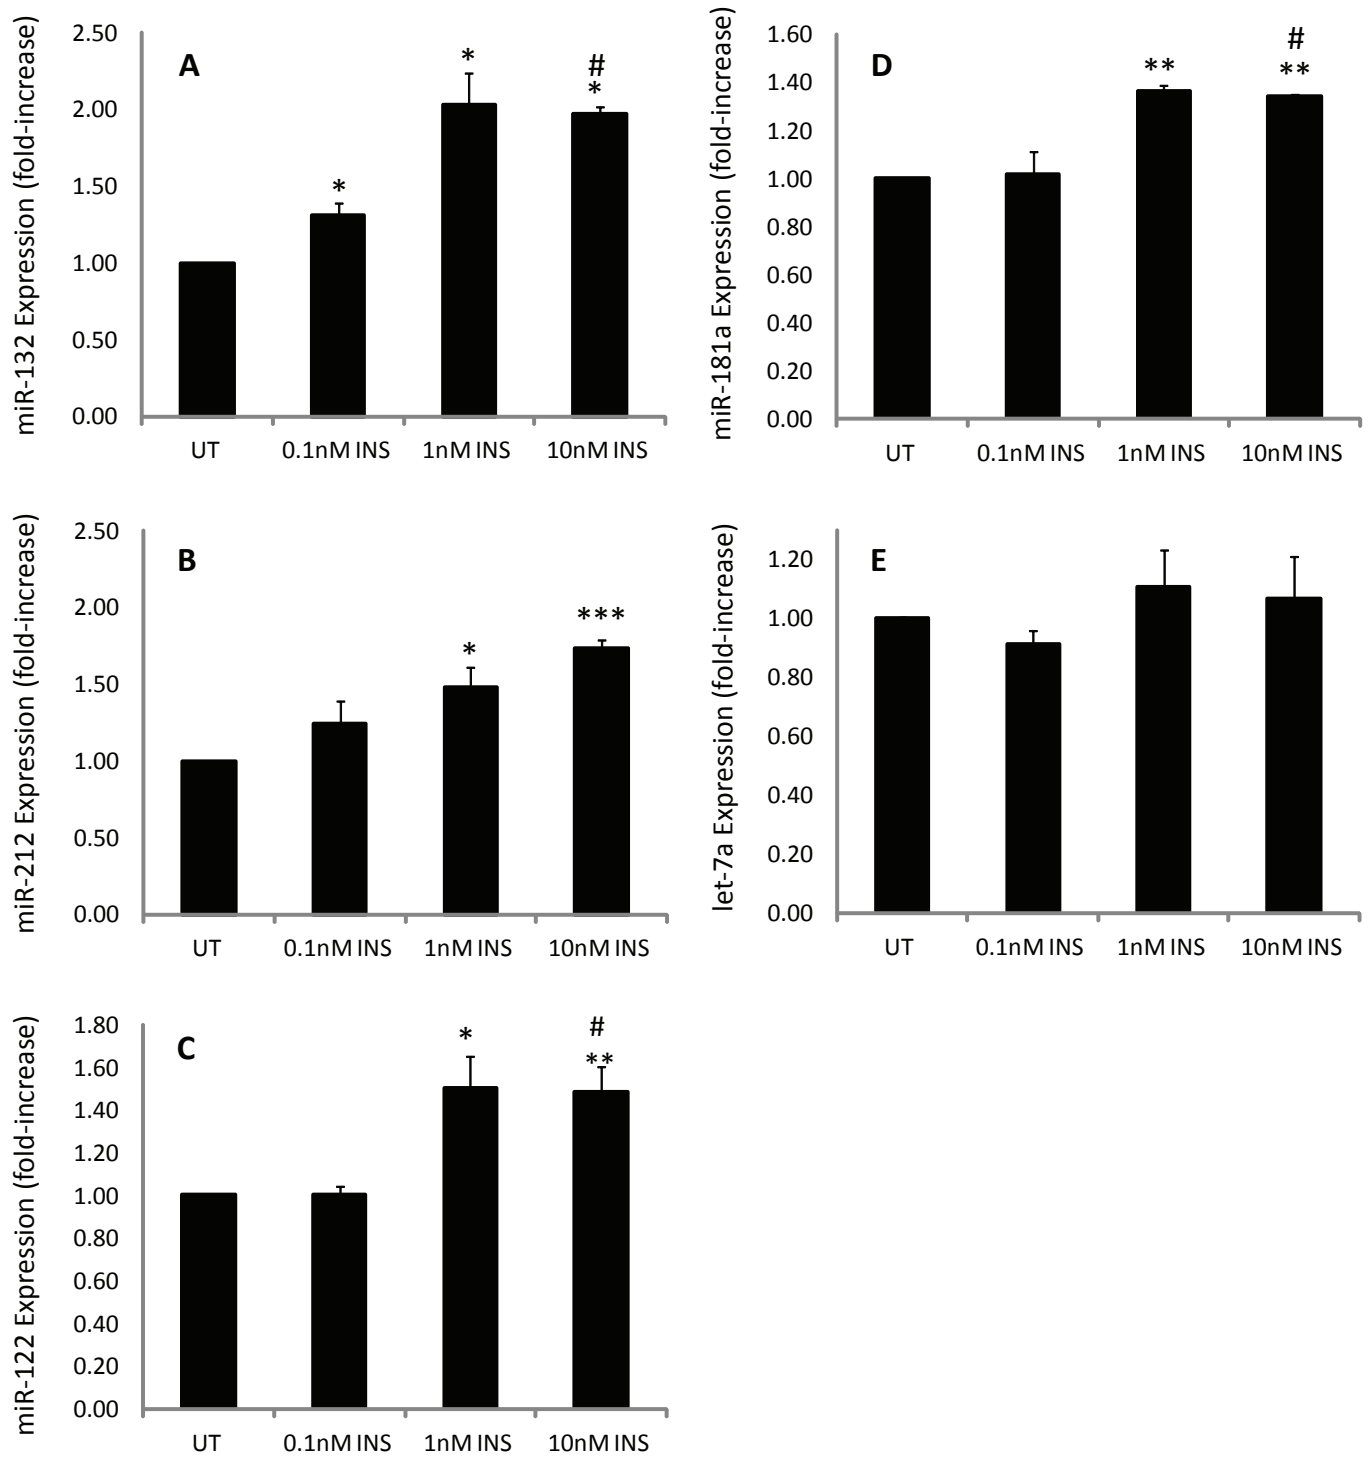 miR-132 Expression (fold-increase)
2.50
2.00
1.50
1.00
0.50
0.00
A
*
*
#
*
UT
0.1nM INS
1nM INS
10nM INS
miR-181a Expression (fold-increase)
1.60
1.40
1.20
1.00
0.80
0.60
0.40
0.20
0.00
D
**
#
**
UT
0.1nM INS
1nM INS
10nM INS
miR-212 Expression (fold-increase)
2.50
2.00
1.50
1.00
0.50
0.00
B
*
***
UT
0.1nM INS
1nM INS
10nM INS
let-7a Expression (fold-increase)
1.20
1.00
0.80
0.60
0.40
0.20
0.00
E
UT
0.1nM INS
1nM INS
10nM INS
miR-122 Expression (fold-increase)
1.80
1.60
1.40
1.20
1.00
0.80
0.60
0.40
0.20
0.00
C
*
#
**
UT
0.1nM INS
1nM INS
10nM INS